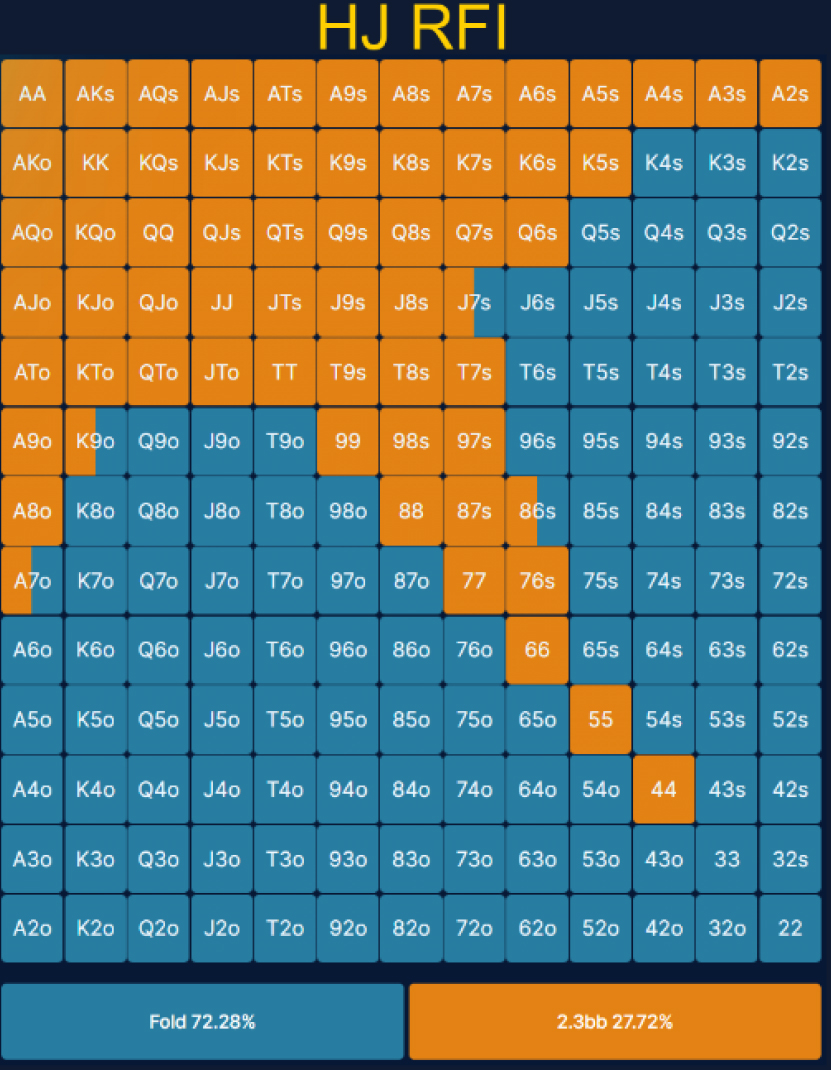 HJ RFI
AA AKs AQs AJs ATs A9s A8s A7s A6s A5s A4s A3s A2s
AKo KK KQs KJs KTs K9s K8s K7s K6s K5s K4s K3s K2s
AQo KQo QQ QJs QTs Q9s Q8s Q7s Q6s Q5s Q4s Q3s Q2s
AJo KJo QJo JJ JTs J9s J8s J7s J6s J5s J4s J3s J2s
ATo KTo QTo JTo TT T9s T8s T7s T6s T5s T4s T3s T2s
A9o K9o Q9o J9o T9o 99 98s 97s 96s 95s 94s 93s 92s
A8o K8o Q8o J8o T8o 98o 88 87s 86s 85s 84s 83s 82s
A7o K7o Q7o J7o T7o 97o 87o 77 76s 75s 74s 73s 72s
A6o K6o Q6o J6o T6o 96o 86o 76o 66 65s 64s 63s 62s
A5o K5o Q5o J5o T5o 95o 85o 75o 65o 55 54s 53s 52s
A4o K4o Q4o J4o T4o 94o 84o 74o 64o 54o 44 43s 42s
A3o K3o Q3o J3o T3o 93o 83o 73o 63o 53o 43o 33 32s
A2o K2o Q2o J2o T2o 92o 82o 72o 62o 52o 42o 32o 22
Fold 72.28% 2.3bb 27.72%